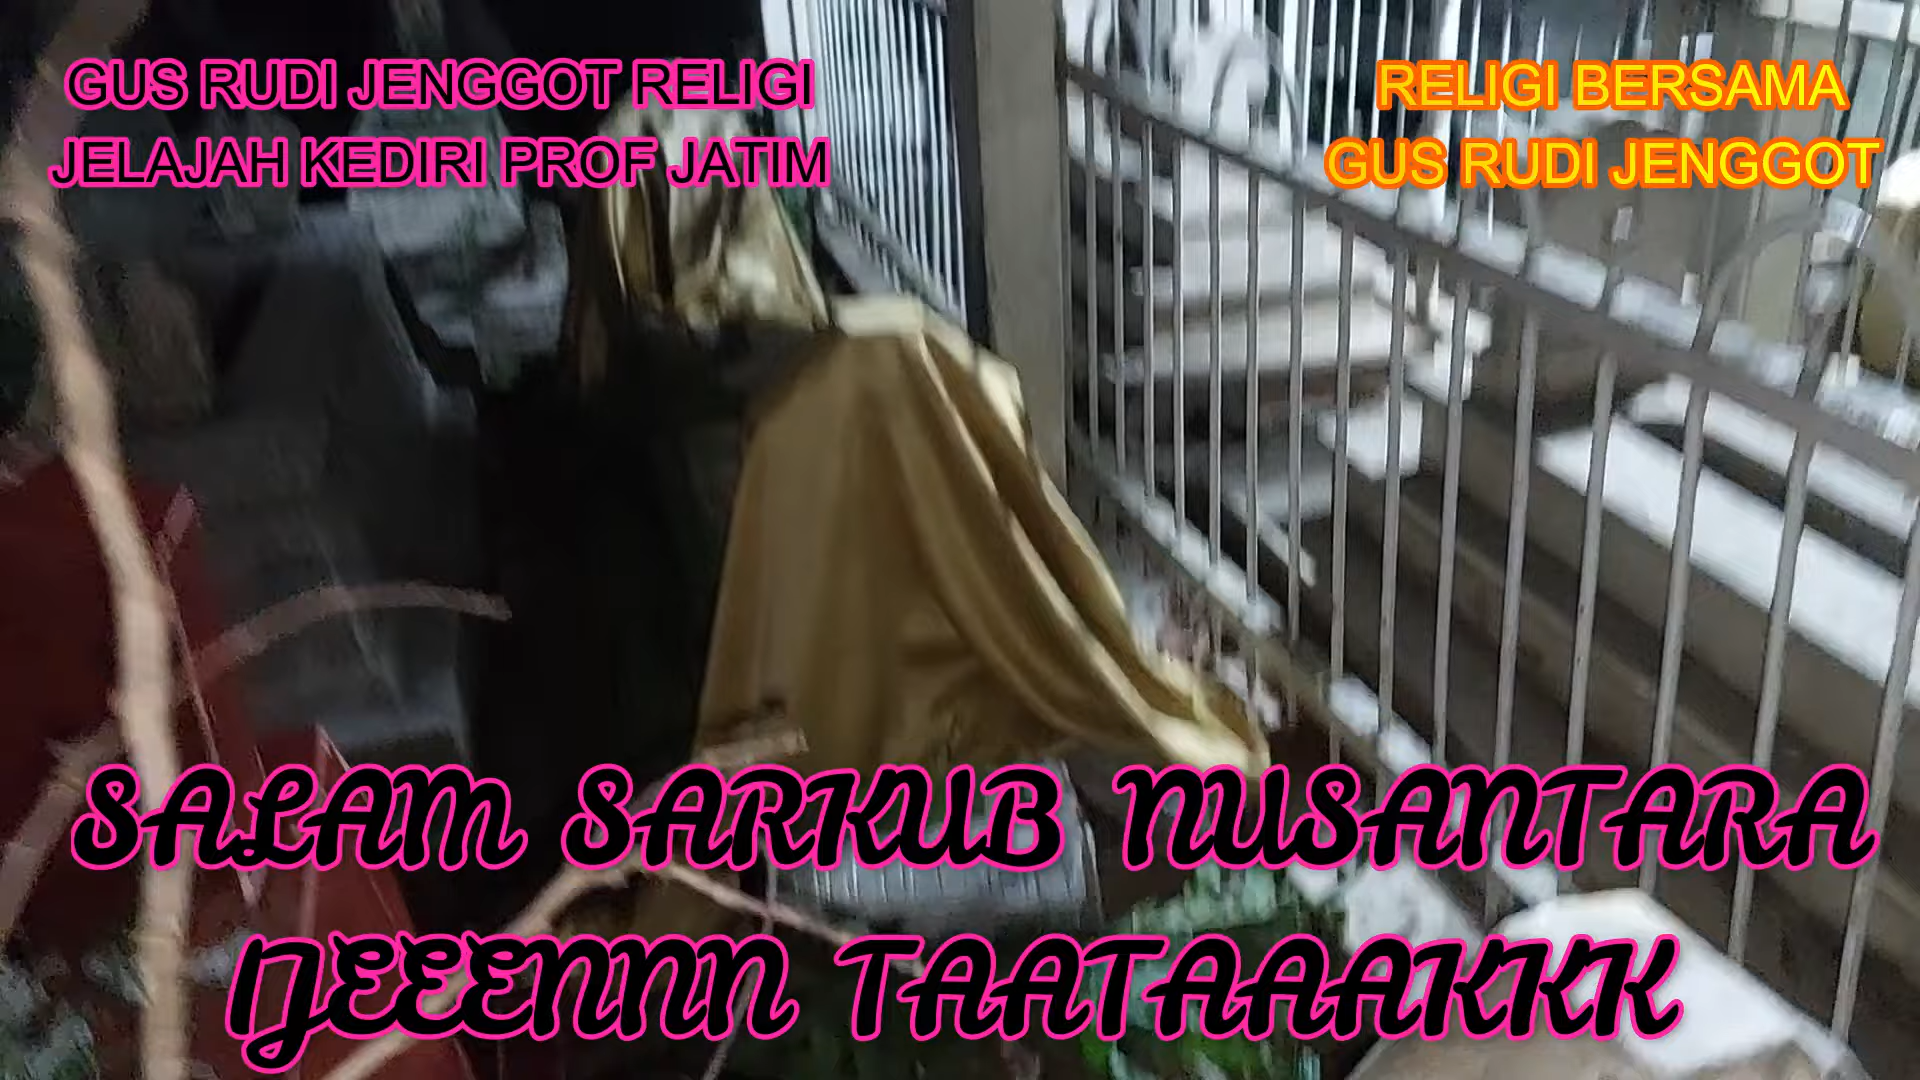 GUS RUDI JENGGOT RELIGI
JELAJAH KEDIRI PROF JATIM
RELIGI BERSAMA
GUS RUDI JENGGOT
SALAM SARKUB NUSANTARA
IJEEENNN TAATAAAKKK